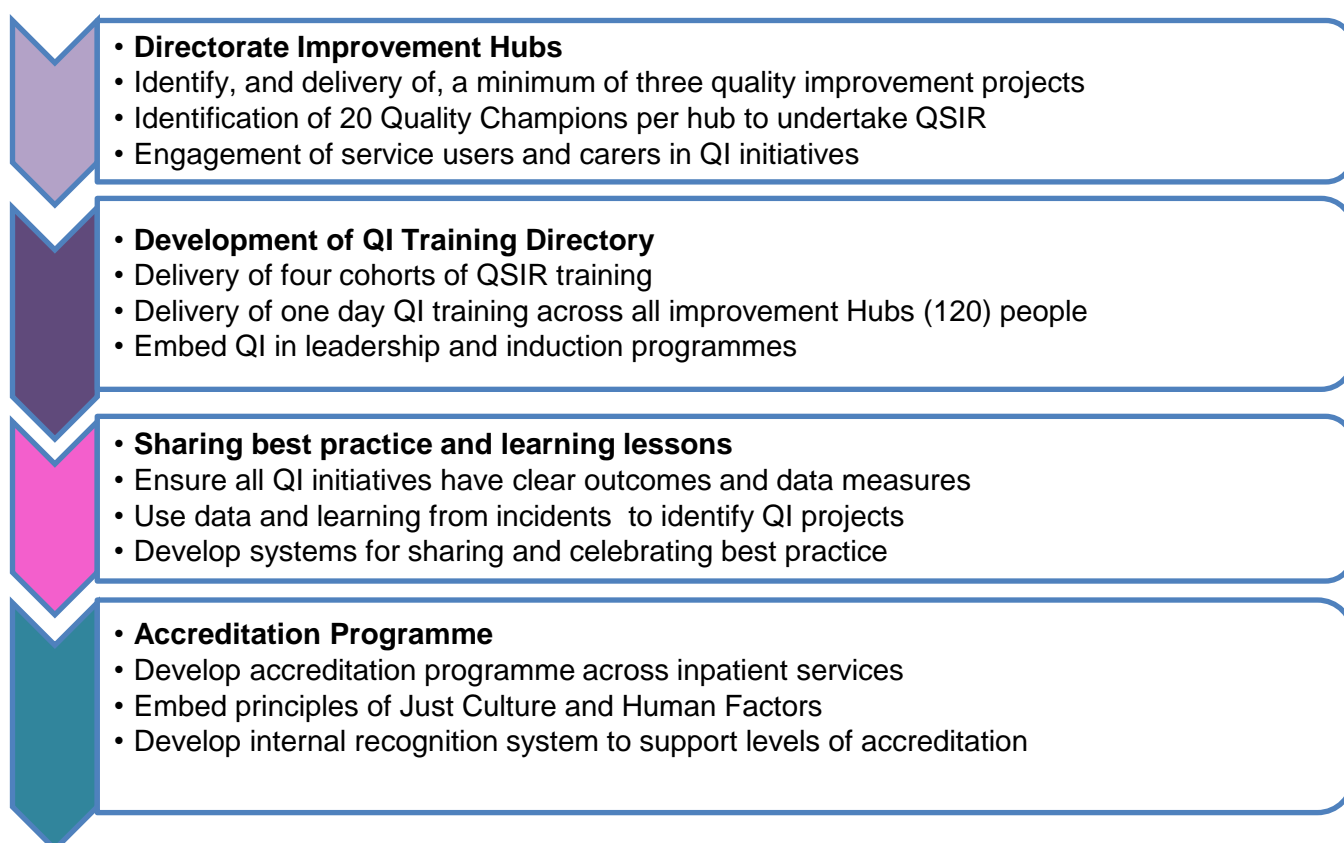 • Directorate Improvement Hubs
• Identify, and delivery of, a minimum of three quality improvement projects
• Identification of 20 Quality Champions per hub to undertake QSIR
• Engagement of service users and carers in QI initiatives
• Development of QI Training Directory
• Delivery of four cohorts of QSIR training
• Delivery of one day QI training across all improvement Hubs (120) people
• Embed QI in leadership and induction programmes
• Sharing best practice and learning lessons
• Ensure all QI initiatives have clear outcomes and data measures
• Use data and learning from incidents  to identify QI projects
• Develop systems for sharing and celebrating best practice
• Accreditation Programme
• Develop accreditation programme across inpatient services
• Embed principles of Just Culture and Human Factors
• Develop internal recognition system to support levels of accreditation